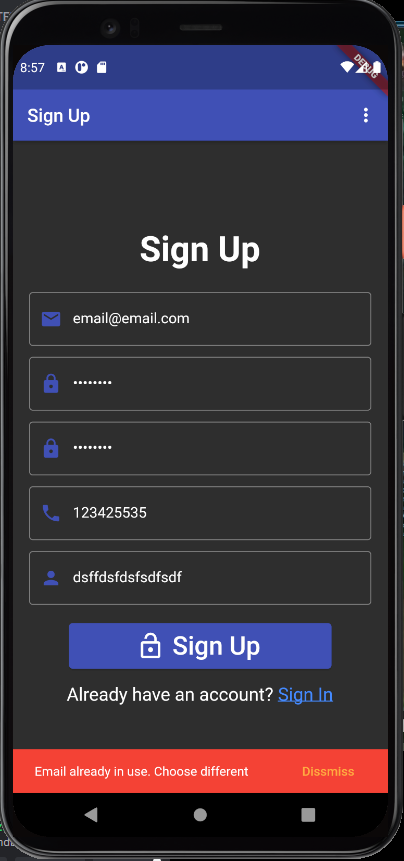 8:57
DEBUG
Sign Up
Sign Up
email@email.com
••••••••
••••••••
123425535
dsffdsfdsfsdfsdf
Sign Up
Already have an account? Sign In
Email already in use. Choose different
Dissmiss